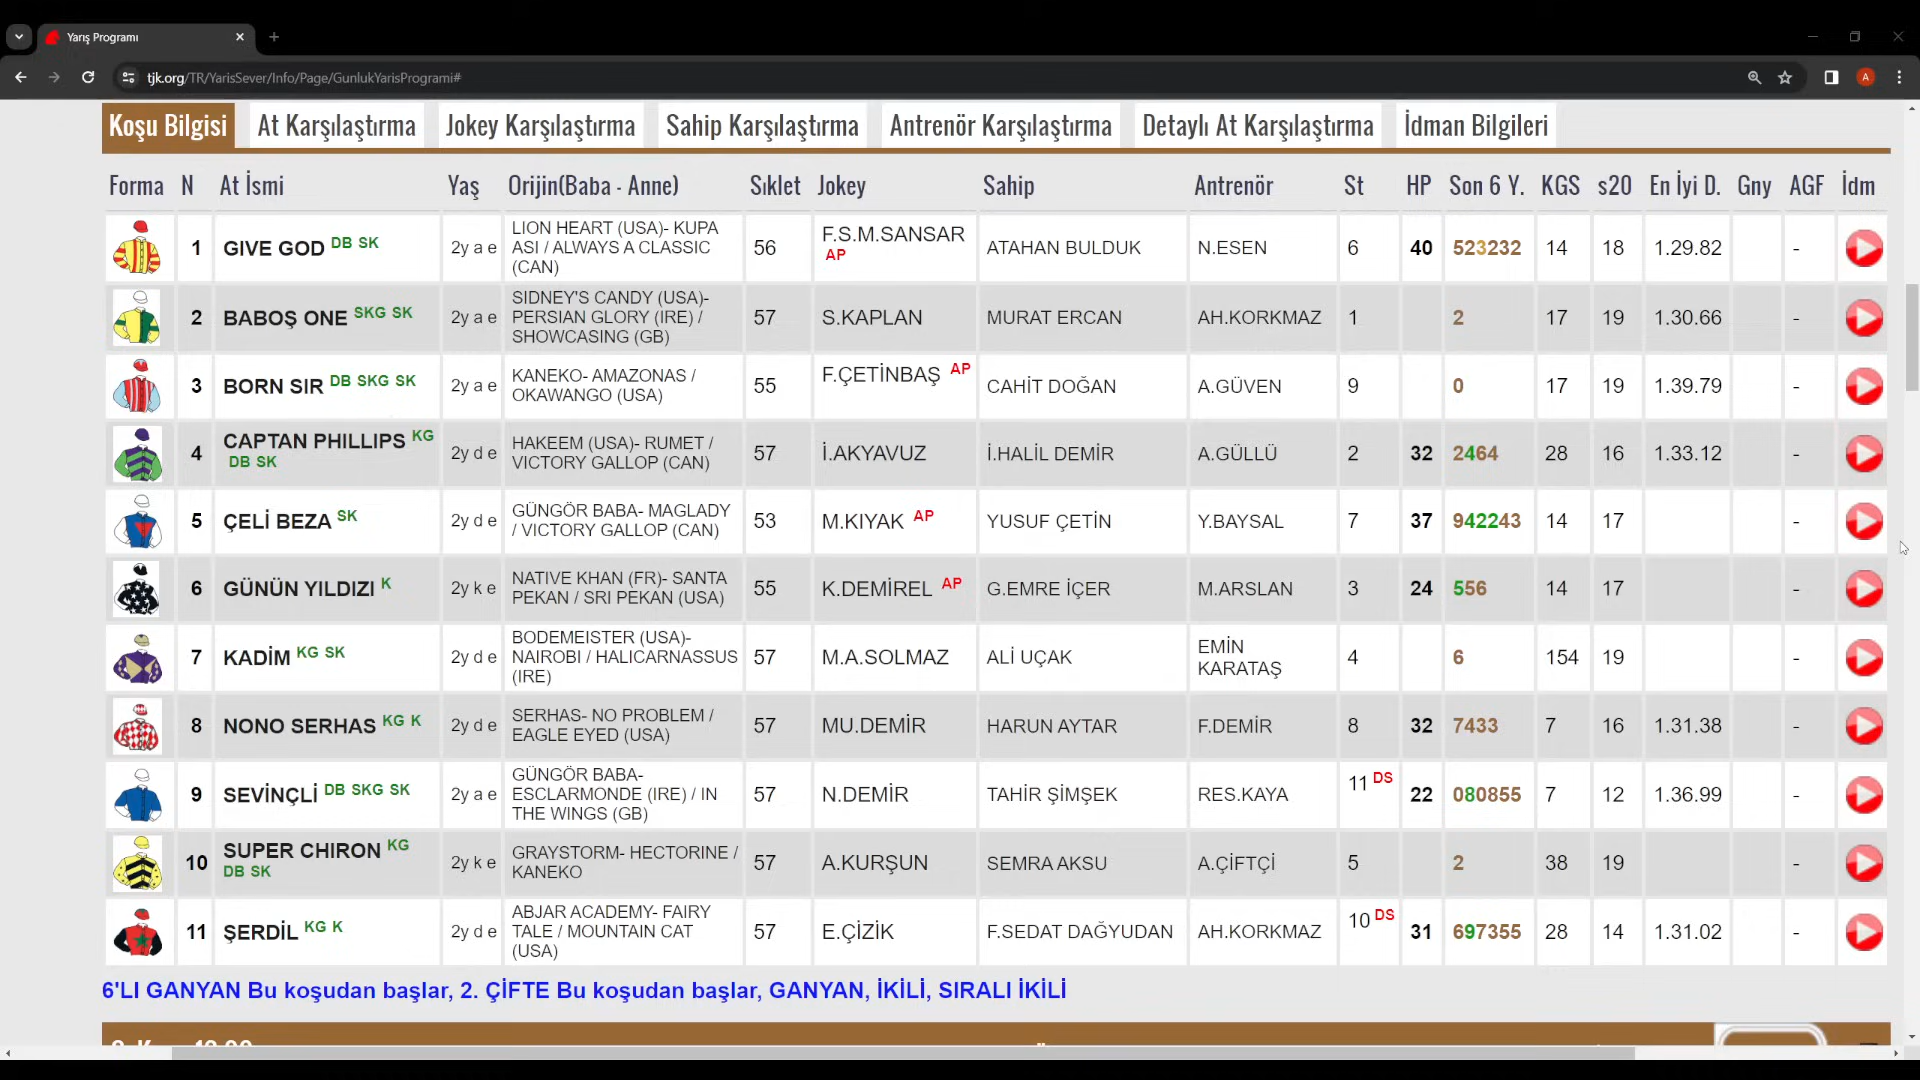 Yarış Programı
tjk.org/TR/YarisSever/Info/Page/GunlukYarisProgrami#
A
Koşu Bilgisi At Karşılaştırma Jokey Karşılaştırma Sahip Karşılaştırma Antrenör Karşılaştırma Detaylı At Karşılaştırma İdman Bilgileri
Forma N At İsmi Yaş Orijin(Baba - Anne) Sıklet Jokey Sahip Antrenör St HP Son 6 Y. KGS s20 En İyi D. Gny AGF İdm
1 GIVE GOD DB SK 2y a e LION HEART (USA)- KUPA ASI / ALWAYS A CLASSIC (CAN) 56 F.S.M.SANSAR AP ATAHAN BULDUK N.ESEN 6 40 523232 14 18 1.29.82 -
2 BABOŞ ONE SKG SK 2y a e SIDNEY'S CANDY (USA)- PERSIAN GLORY (IRE) / SHOWCASING (GB) 57 S.KAPLAN MURAT ERCAN AH.KORKMAZ 1 2 17 19 1.30.66 -
3 BORN SIR DB SKG SK 2y a e KANEKO- AMAZONAS / OKAWANGO (USA) 55 F.ÇETİNBAŞ AP CAHİT DOĞAN A.GÜVEN 9 0 17 19 1.39.79 -
4 CAPTAN PHILLIPS KG DB SK 2y d e HAKEEM (USA)- RUMET / VICTORY GALLOP (CAN) 57 İ.AKYAVUZ İ.HALİL DEMİR A.GÜLLÜ 2 32 2464 28 16 1.33.12 -
5 ÇELİ BEZA SK 2y d e GÜNGÖR BABA- MAGLADY / VICTORY GALLOP (CAN) 53 M.KIYAK AP YUSUF ÇETİN Y.BAYSAL 7 37 942243 14 17 -
6 GÜNÜN YILDIZI K 2y k e NATIVE KHAN (FR)- SANTA PEKAN / SRI PEKAN (USA) 55 K.DEMİREL AP G.EMRE İÇER M.ARSLAN 3 24 556 14 17 -
7 KADİM KG SK 2y d e BODEMEISTER (USA)- NAIROBI / HALICARNASSUS (IRE) 57 M.A.SOLMAZ ALİ UÇAK EMİN KARATAŞ 4 6 154 19 -
8 NONO SERHAS KG K 2y d e SERHAS- NO PROBLEM / EAGLE EYED (USA) 57 MU.DEMİR HARUN AYTAR F.DEMİR 8 32 7433 7 16 1.31.38 -
9 SEVİNÇLİ DB SKG SK 2y a e GÜNGÖR BABA- ESCLARMONDE (IRE) / IN THE WINGS (GB) 57 N.DEMİR TAHİR ŞİMŞEK RES.KAYA 11 DS 22 080855 7 12 1.36.99 -
10 SUPER CHIRON KG DB SK 2y k e GRAYSTORM- HECTORINE / KANEKO 57 A.KURŞUN SEMRA AKSU A.ÇİFTÇİ 5 2 38 19 -
11 ŞERDİL KG K 2y d e ABJAR ACADEMY- FAIRY TALE / MOUNTAIN CAT (USA) 57 E.ÇİZİK F.SEDAT DAĞYUDAN AH.KORKMAZ 10 DS 31 697355 28 14 1.31.02 -
6'LI GANYAN Bu koşudan başlar, 2. ÇİFTE Bu koşudan başlar, GANYAN, İKİLİ, SIRALI İKİLİ